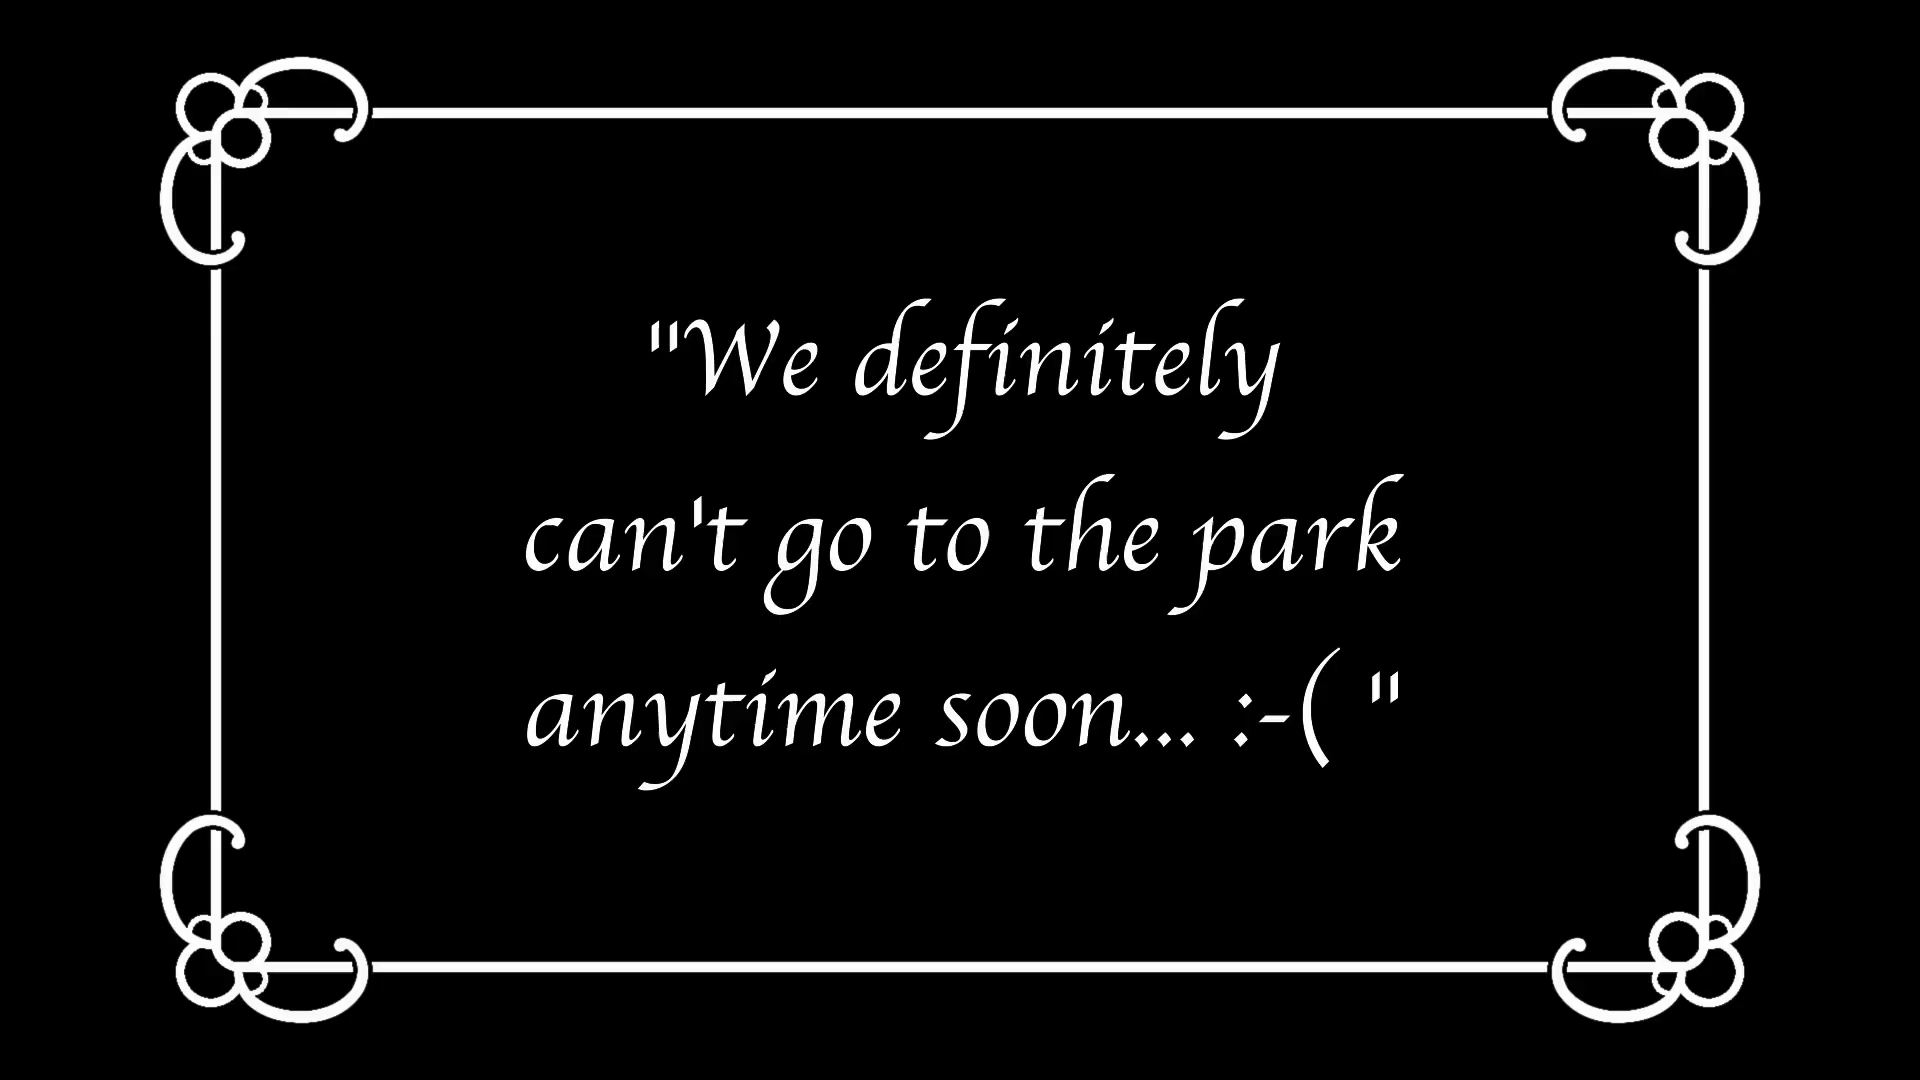 "We definitely
can't go to the park
anytime soon... :-( "